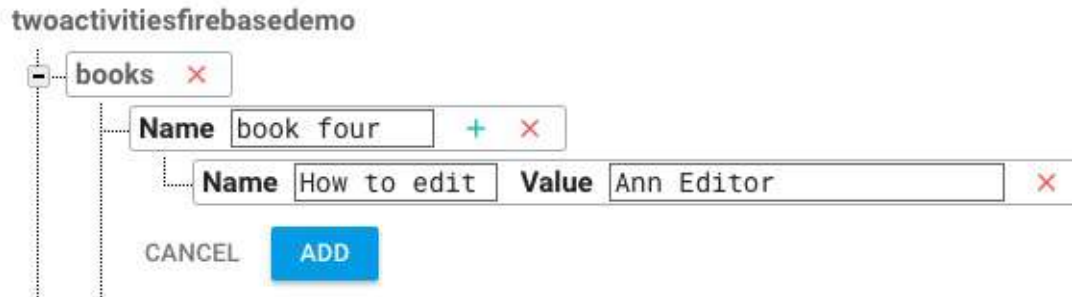 twoactivitiesfirebasedemo
books
Name book four
Name How to edit Value Ann Editor
CANCEL ADD